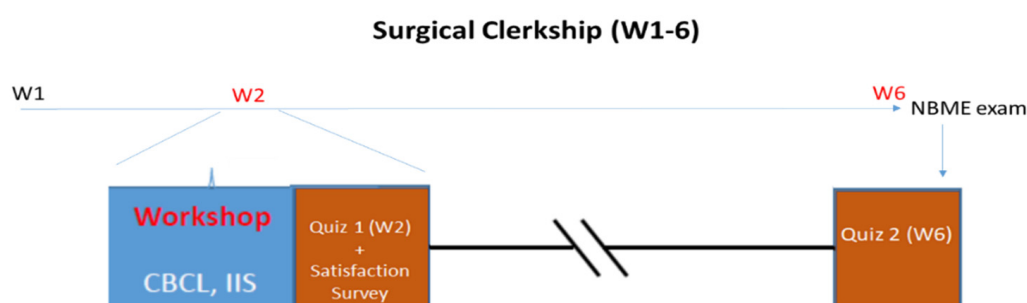 Surgical Clerkship (W1-6)
W1
W2
W6
NBME exam
Workshop
CBCL, IIS
Quiz 1 (W2)
+
Satisfaction
Survey
Quiz 2 (W6)